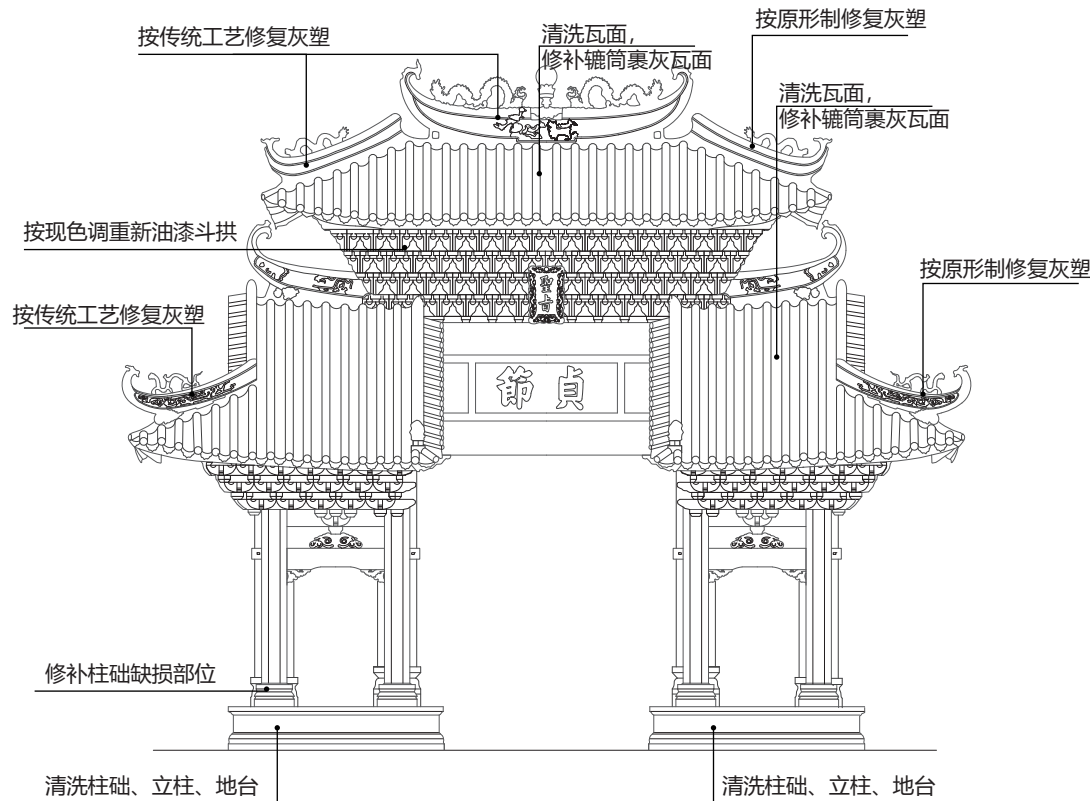 按原形制修复灰塑
按传统工艺修复灰塑
清洗瓦面，
修补辘筒裹灰瓦面
清洗瓦面，
修补辘筒裹灰瓦面
按现色调重新油漆斗拱
按原形制修复灰塑
聖旨
按传统工艺修复灰塑
節貞
修补柱础缺损部位
清洗柱础、立柱、地台
清洗柱础、立柱、地台